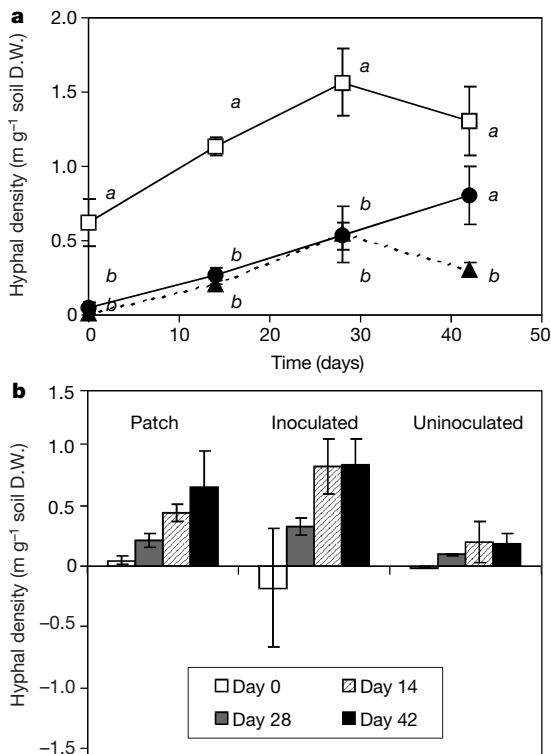 a
Hyphal density (m g⁻¹ soil D.W.)
2.0
1.5
1.0
0.5
0
a
a
a
a
a
b
b
b
b
b
b
b
0
10
20
30
40
50
Time (days)
b
Hyphal density (m g⁻¹ soil D.W.)
1.5
1.0
0.5
0
−0.5
−1.0
−1.5
Patch Inoculated Uninoculated
Day 0 Day 14
Day 28 Day 42